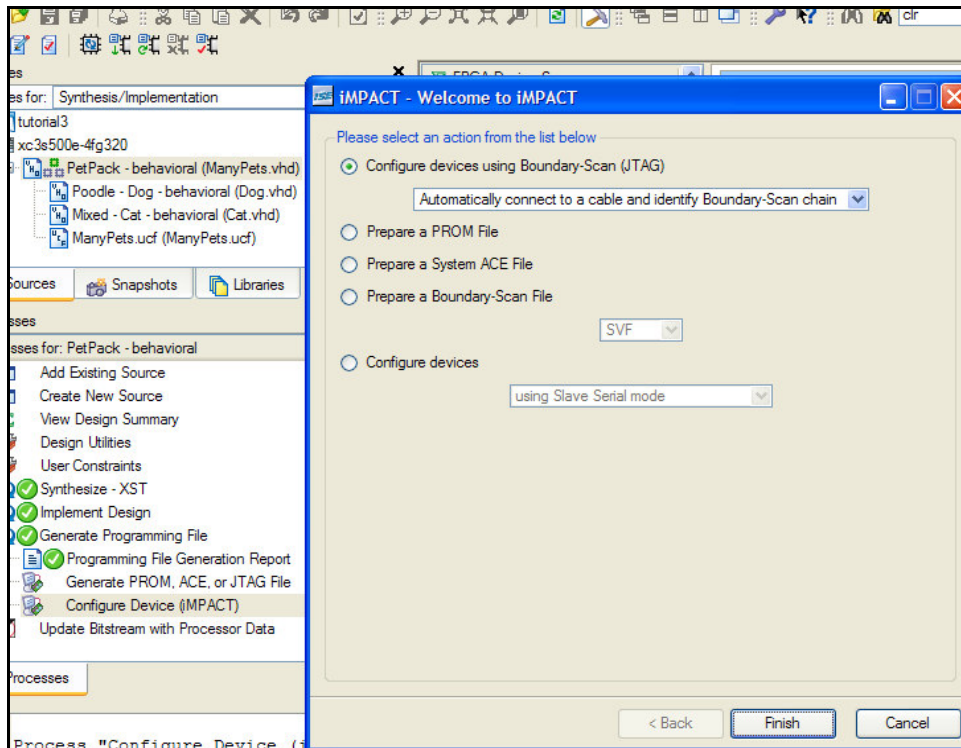 clr
es
es for: Synthesis/Implementation
tutorial3
xc3s500e-4fg320
PetPack - behavioral (ManyPets.vhd)
Poodle - Dog - behavioral (Dog.vhd)
Mixed - Cat - behavioral (Cat.vhd)
ManyPets.ucf (ManyPets.ucf)
Sources Snapshots Libraries
sses
sses for: PetPack - behavioral
Add Existing Source
Create New Source
View Design Summary
Design Utilities
User Constraints
Synthesize - XST
Implement Design
Generate Programming File
Programming File Generation Report
Generate PROM, ACE, or JTAG File
Configure Device (iMPACT)
Update Bitstream with Processor Data
Processes
Process "Configure Device (i
iMPACT - Welcome to iMPACT
Please select an action from the list below
Configure devices using Boundary-Scan (JTAG)
Automatically connect to a cable and identify Boundary-Scan chain
Prepare a PROM File
Prepare a System ACE File
Prepare a Boundary-Scan File
SVF
Configure devices
using Slave Serial mode
< Back Finish Cancel